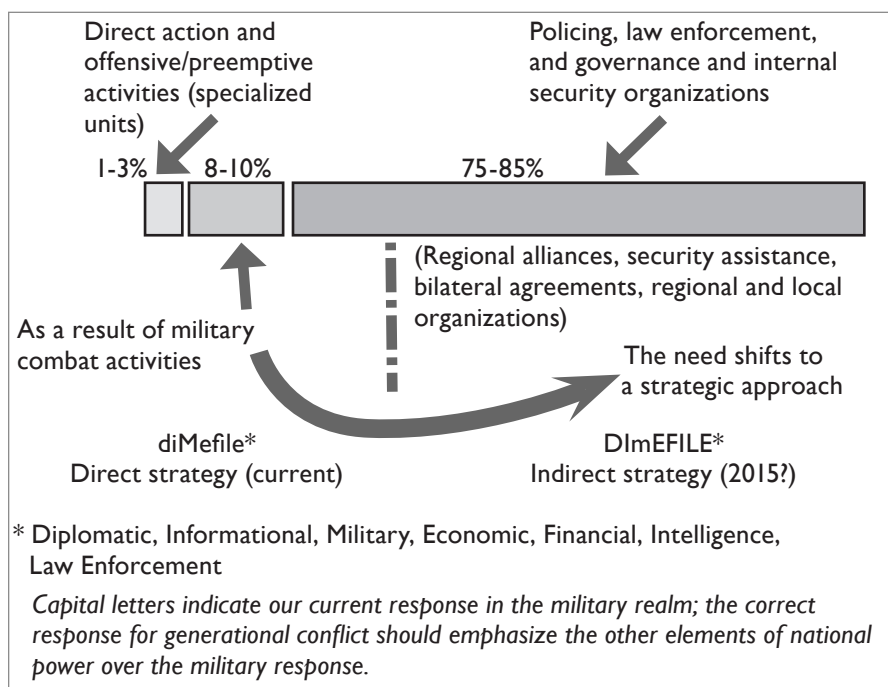 Direct action and
offensive/preemptive
activities (specialized
units)
Policing, law enforcement,
and governance and internal
security organizations
1-3%
8-10%
75-85%
(Regional alliances, security assistance,
bilateral agreements, regional and local
organizations)
As a result of military
combat activities
The need shifts to
a strategic approach
diMefile*
Direct strategy (current)
DImEFILE*
Indirect strategy (2015?)
* Diplomatic, Informational, Military, Economic, Financial, Intelligence,
Law Enforcement
Capital letters indicate our current response in the military realm; the correct
response for generational conflict should emphasize the other elements of national
power over the military response.